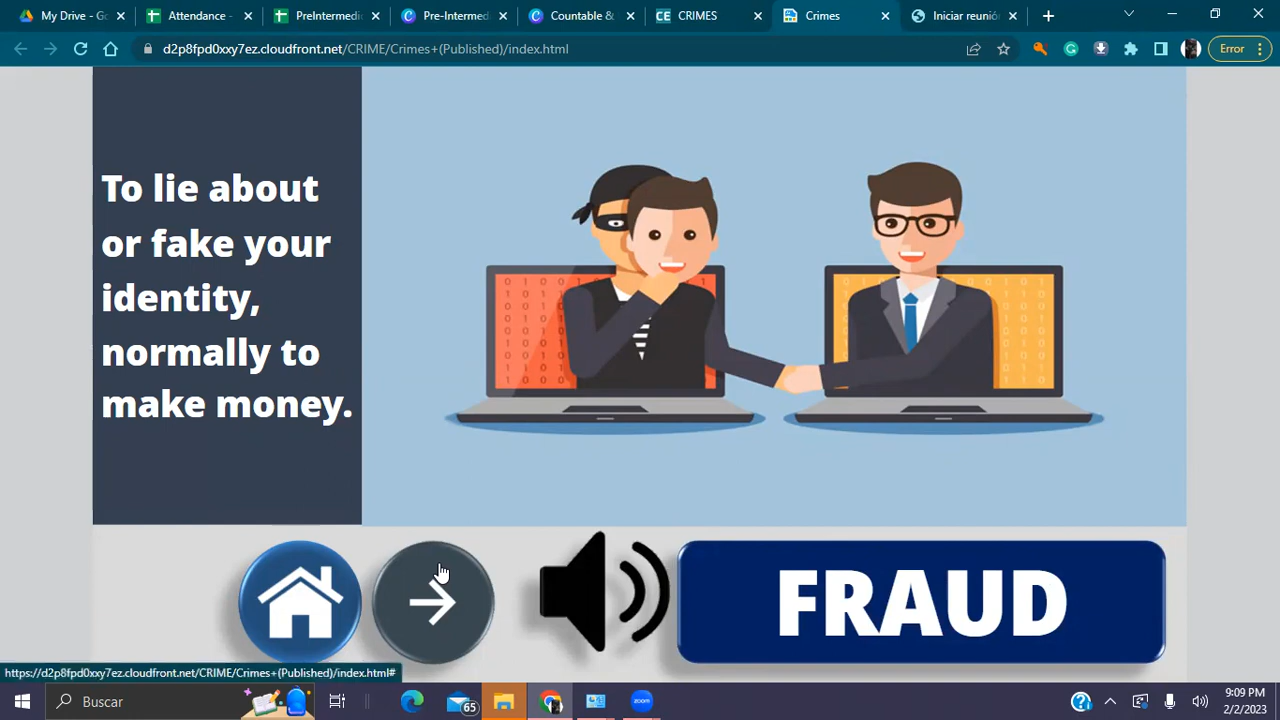 My Drive - Go
Attendance -
PreIntermedi
Pre-Intermed
Countable &
CRIMES
Crimes
Iniciar reunió
d2p8fpd0xxy7ez.cloudfront.net/CRIME/Crimes+(Published)/index.html
Error
To lie about
or fake your
identity,
normally to
make money.
FRAUD
https://d2p8fpd0xxy7ez.cloudfront.net/CRIME/Crimes+(Published)/index.html#
Buscar
65
zoom
9:09 PM
2/2/2023